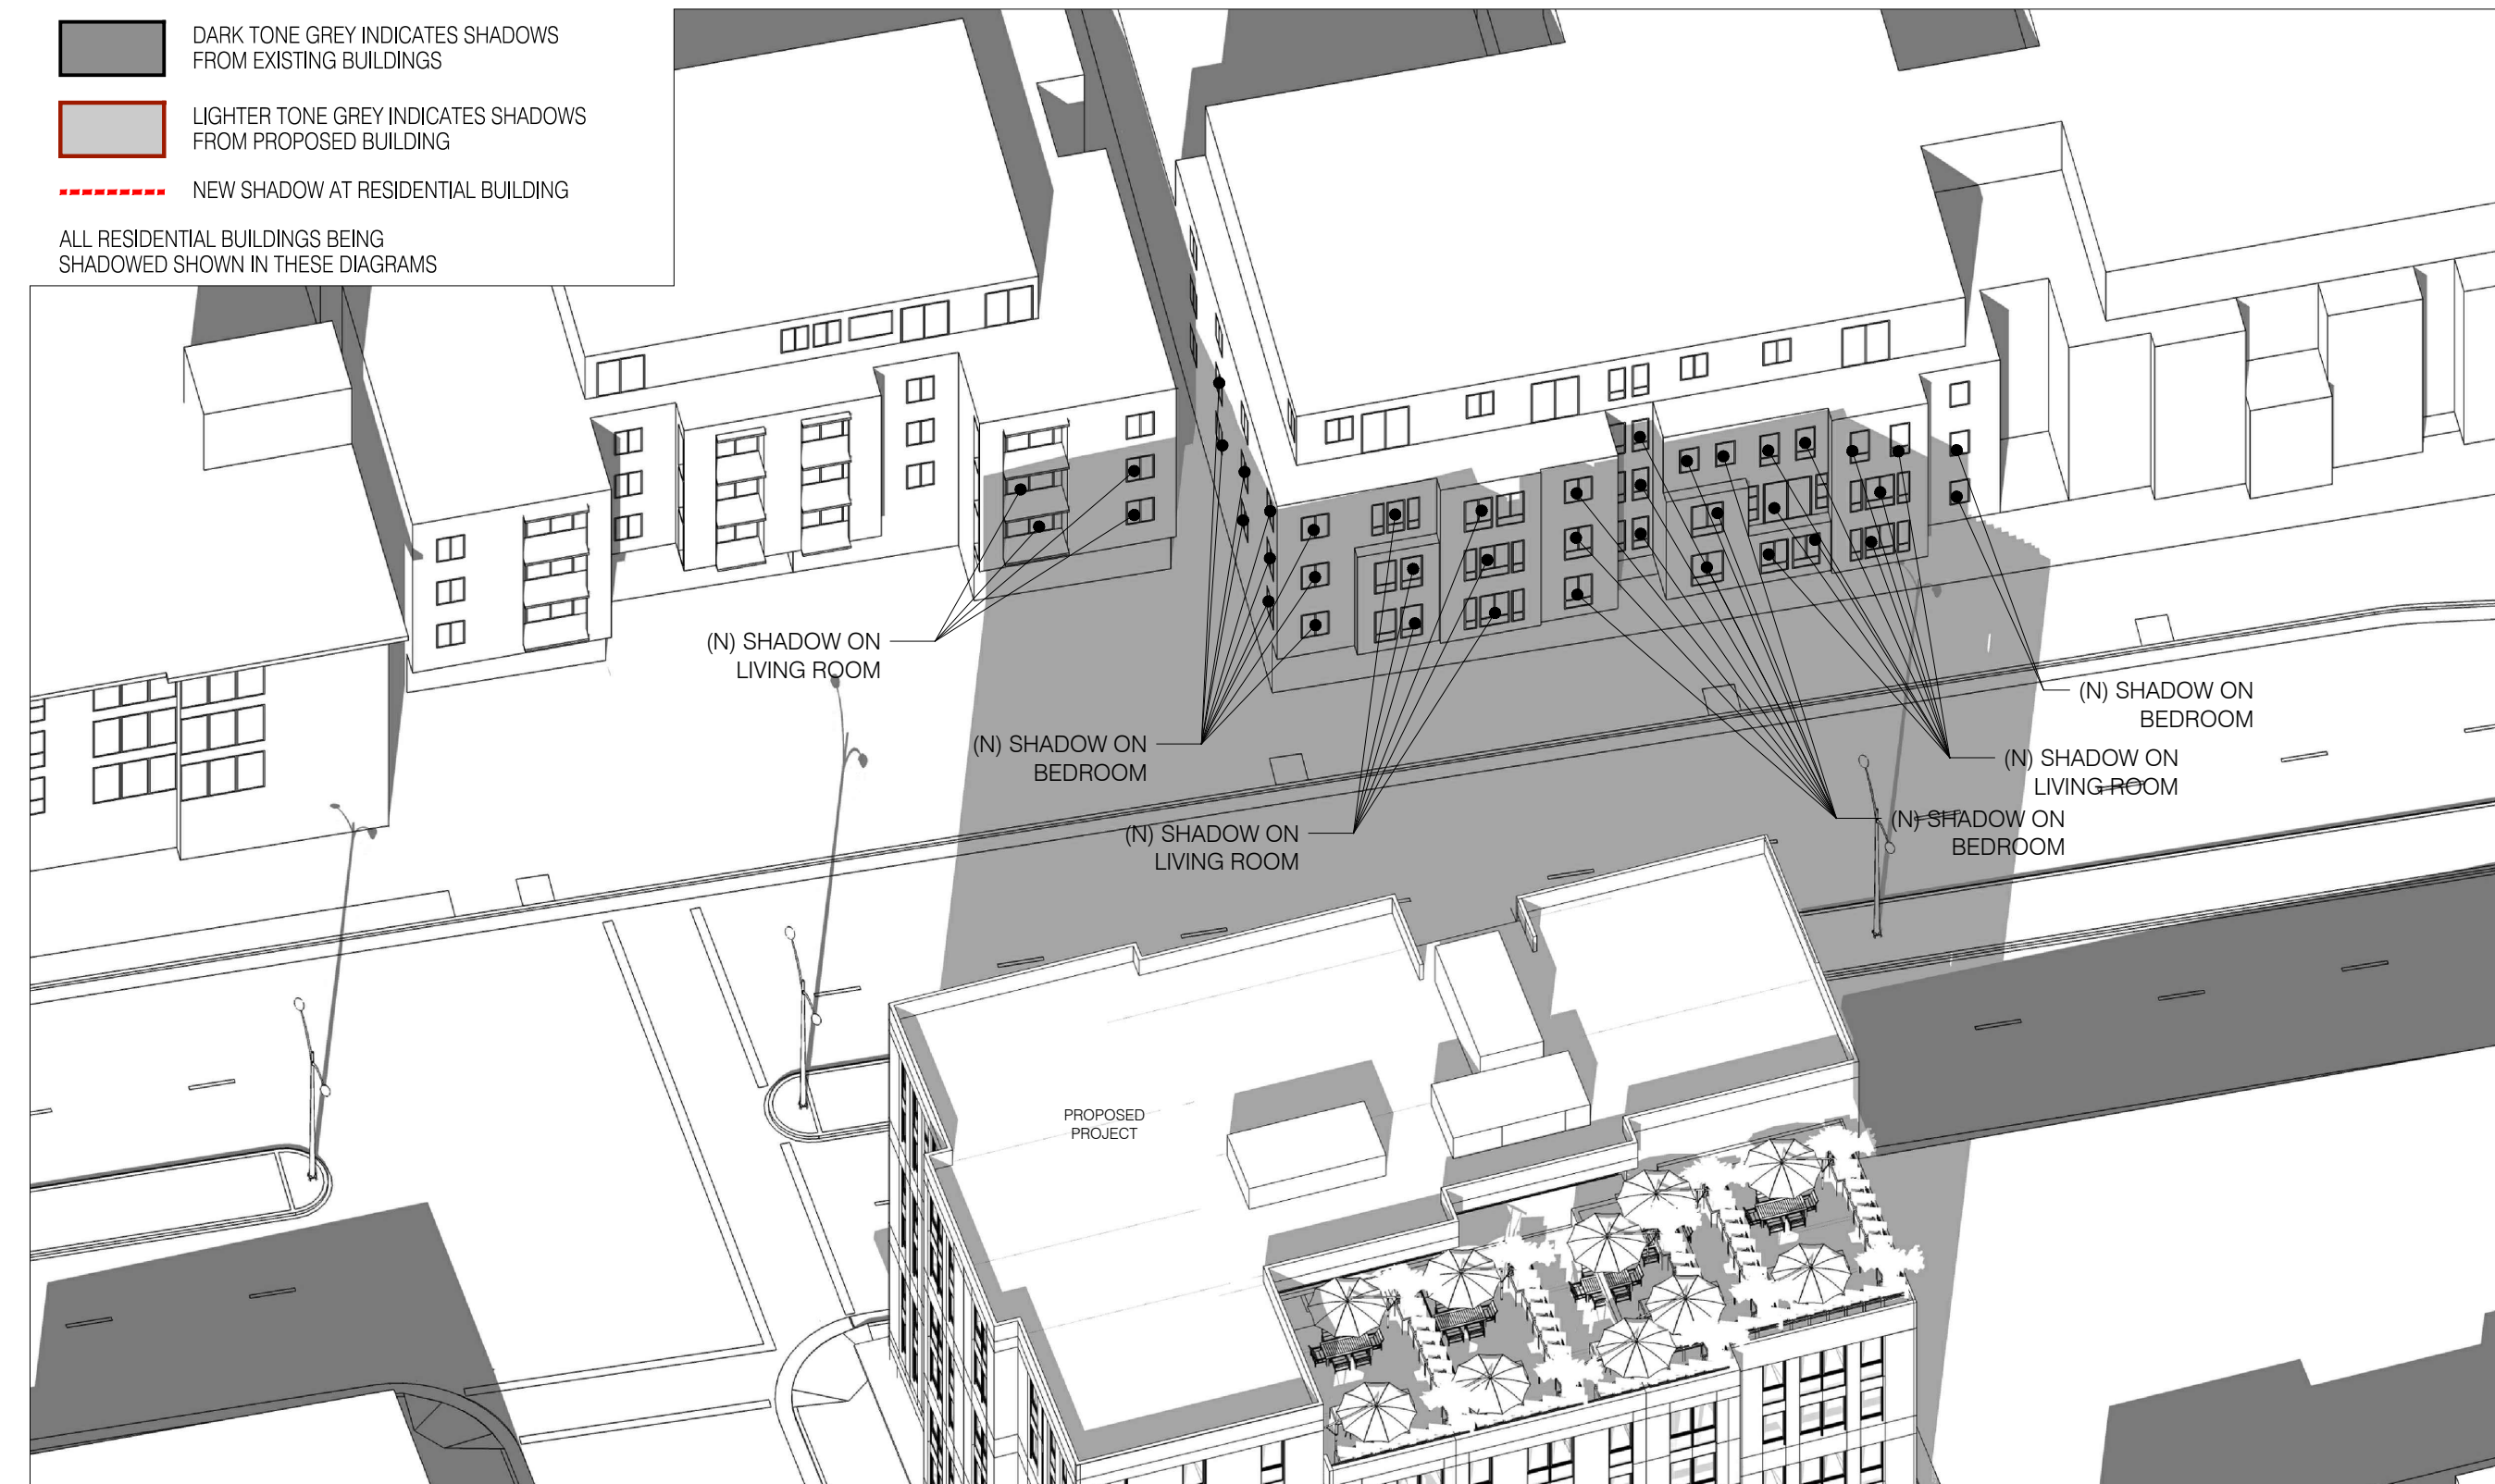 DARK TONE GREY INDICATES SHADOWS
FROM EXISTING BUILDINGS
LIGHTER TONE GREY INDICATES SHADOWS
FROM PROPOSED BUILDING
NEW SHADOW AT RESIDENTIAL BUILDING
ALL RESIDENTIAL BUILDINGS BEING
SHADOWED SHOWN IN THESE DIAGRAMS
(N) SHADOW ON
LIVING ROOM
(N) SHADOW ON
BEDROOM
(N) SHADOW ON
LIVING ROOM
(N) SHADOW ON
BEDROOM
(N) SHADOW ON
LIVING ROOM
(N) SHADOW ON
BEDROOM
PROPOSED
PROJECT